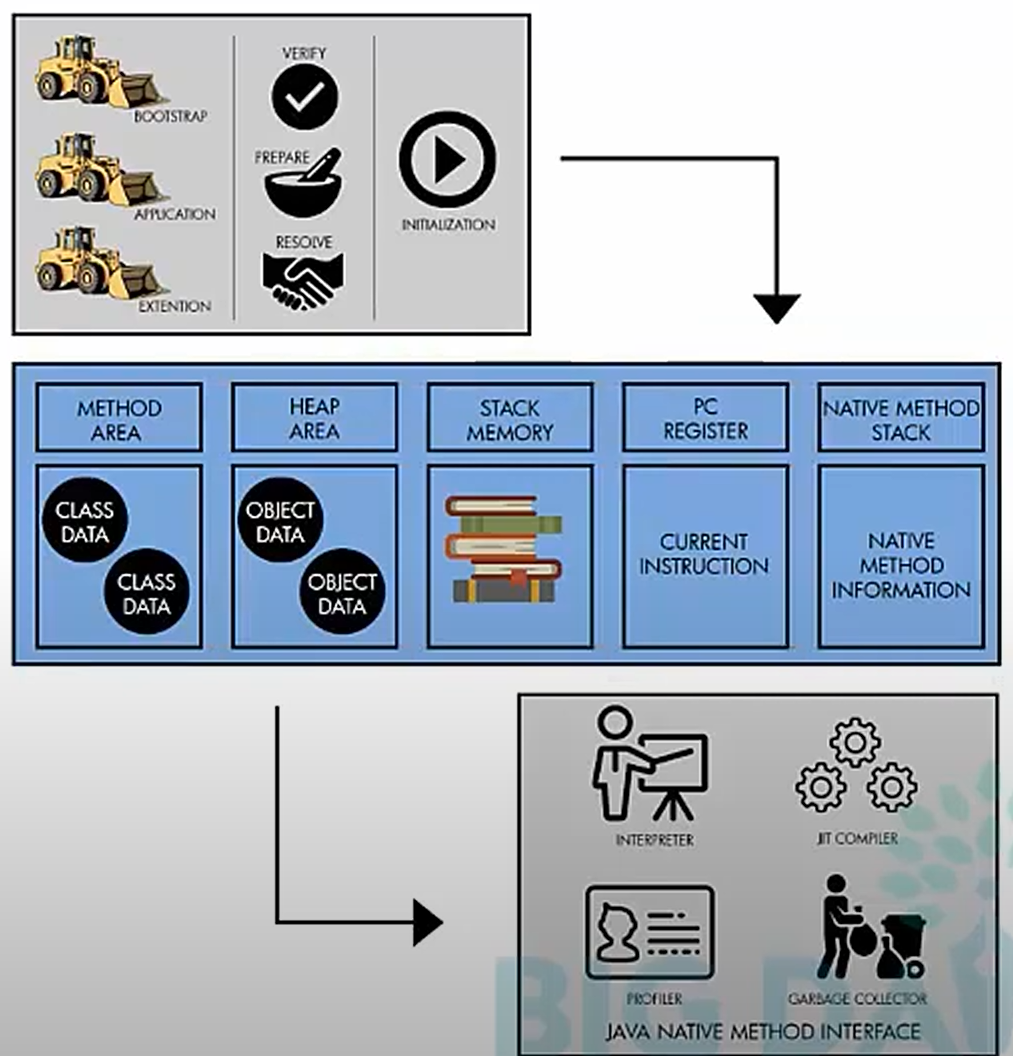 VERIFY
BOOTSTRAP
PREPARE
APPLICATION
INITIALIZATION
RESOLVE
EXTENTION
METHOD
AREA
HEAP
AREA
STACK
MEMORY
PC
REGISTER
NATIVE METHOD
STACK
CLASS
DATA
CLASS
DATA
OBJECT
DATA
OBJECT
DATA
CURRENT
INSTRUCTION
NATIVE
METHOD
INFORMATION
INTERPRETER
JIT COMPILER
PROFILER
GARBAGE COLLECTOR
JAVA NATIVE METHOD INTERFACE
BIG